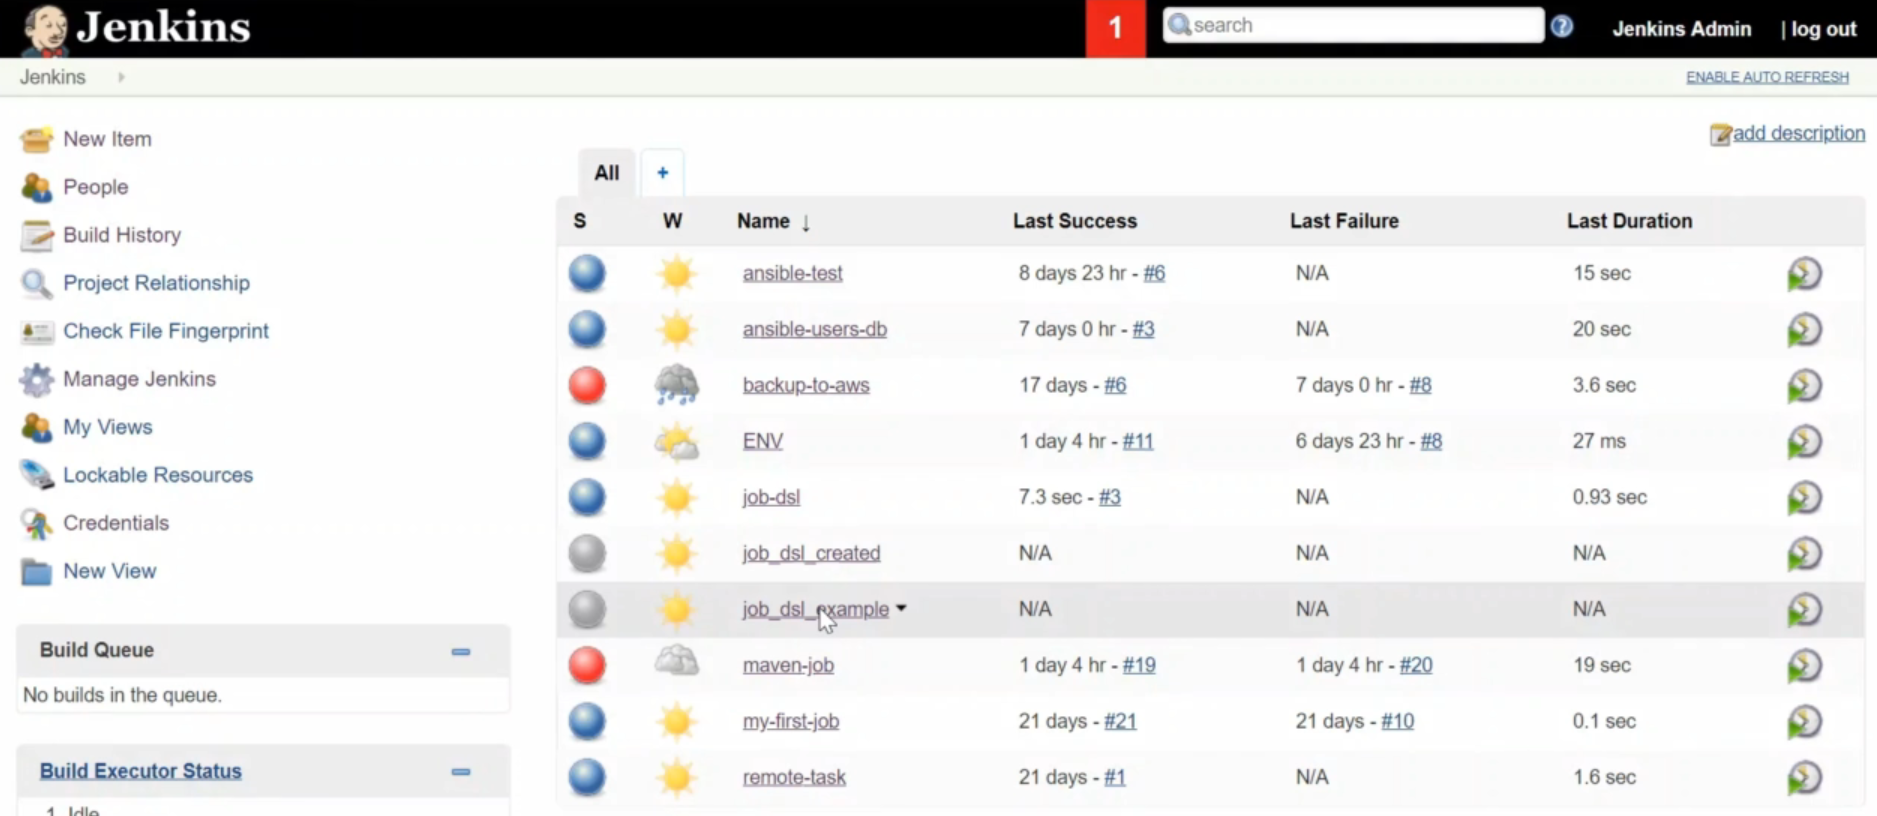 Jenkins
1
search
Jenkins Admin
| log out
Jenkins
ENABLE AUTO REFRESH
New Item
People
Build History
Project Relationship
Check File Fingerprint
Manage Jenkins
My Views
Lockable Resources
Credentials
New View
Build Queue
No builds in the queue.
Build Executor Status
1 Idle
add description
All +
S W Name ↓ Last Success Last Failure Last Duration
ansible-test 8 days 23 hr - #6 N/A 15 sec
ansible-users-db 7 days 0 hr - #3 N/A 20 sec
backup-to-aws 17 days - #6 7 days 0 hr - #8 3.6 sec
ENV 1 day 4 hr - #11 6 days 23 hr - #8 27 ms
job-dsl 7.3 sec - #3 N/A 0.93 sec
job_dsl_created N/A N/A N/A
job_dsl_example N/A N/A N/A
maven-job 1 day 4 hr - #19 1 day 4 hr - #20 19 sec
my-first-job 21 days - #21 21 days - #10 0.1 sec
remote-task 21 days - #1 N/A 1.6 sec